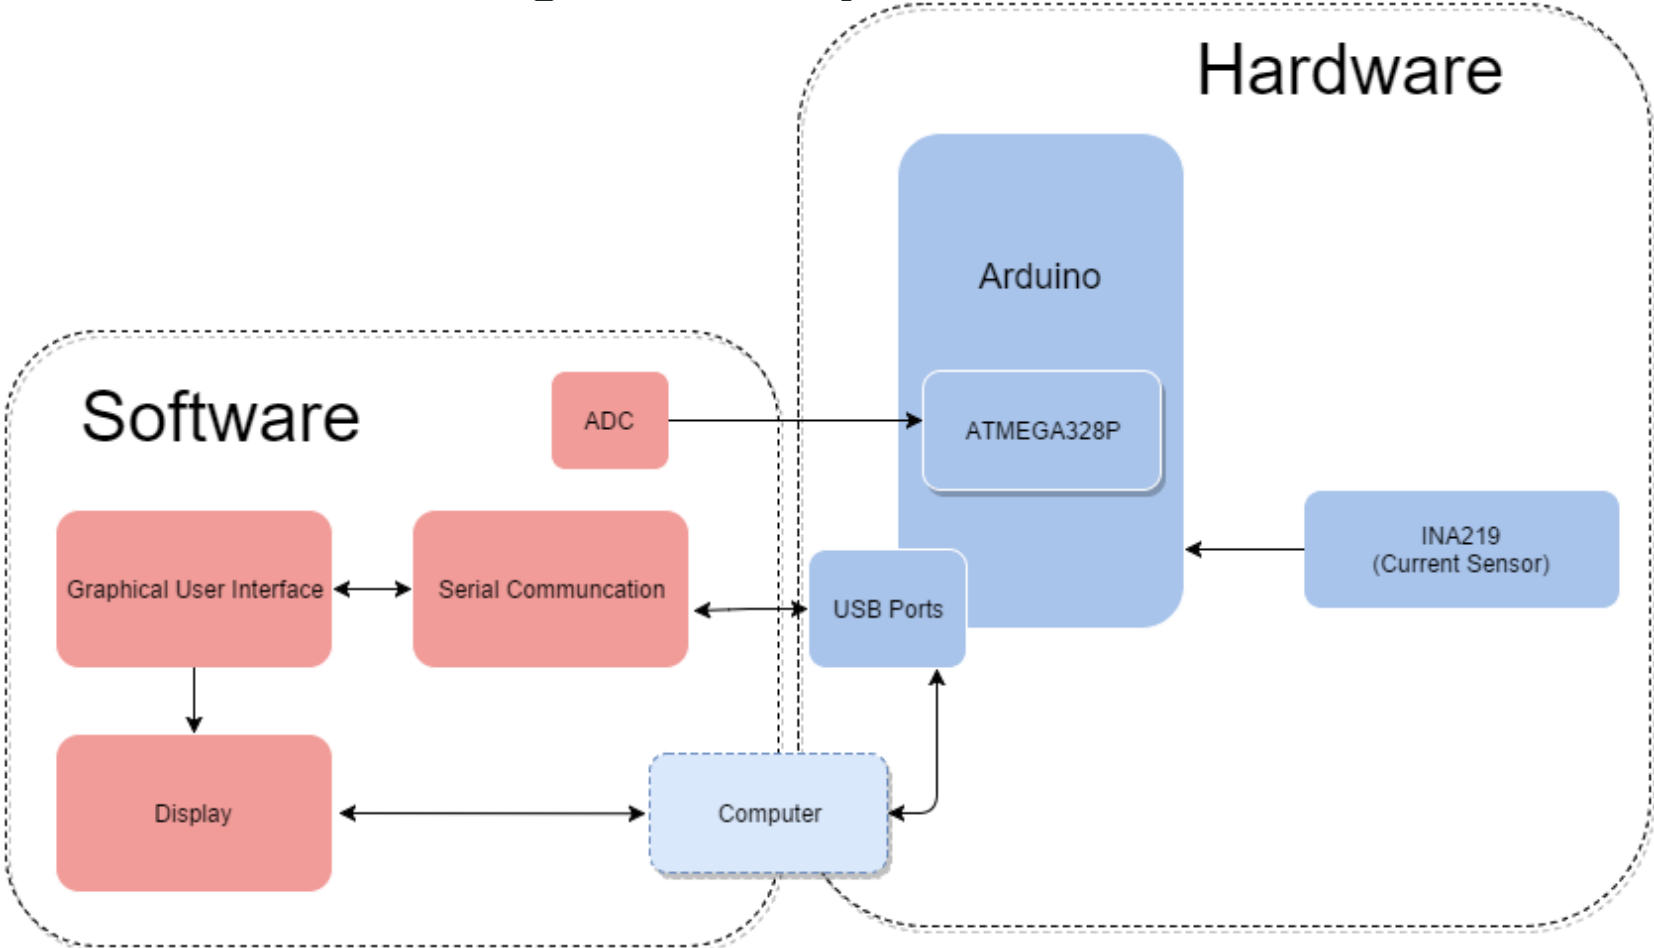 Hardware
Arduino
Software
ADC
ATMEGA328P
INA219
(Current Sensor)
Graphical User Interface
Serial Communcation
USB Ports
Display
Computer